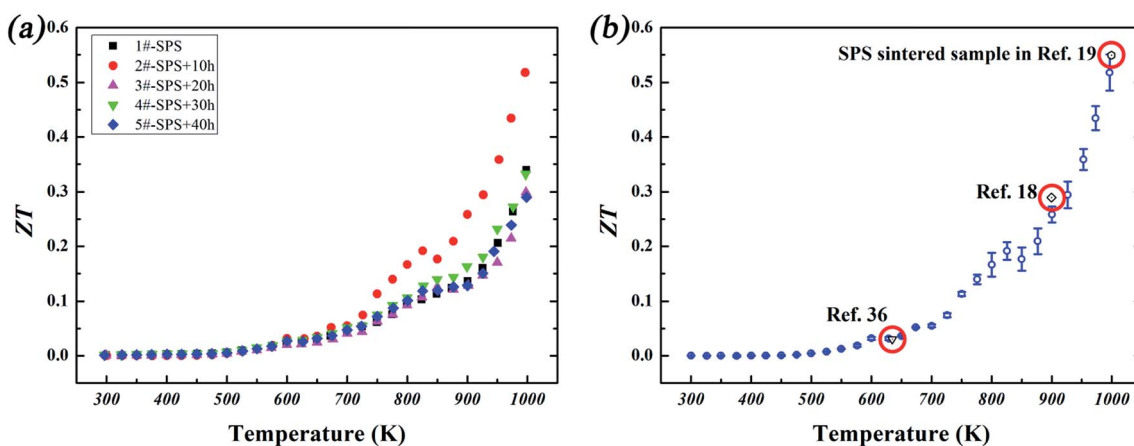 (a)
0.6
0.5
0.4
0.3
0.2
0.1
0.0
ZT
1#-SPS
2#-SPS+10h
3#-SPS+20h
4#-SPS+30h
5#-SPS+40h
300 400 500 600 700 800 900 1000
Temperature (K)
(b)
0.6
0.5
0.4
0.3
0.2
0.1
0.0
ZT
SPS sintered sample in Ref. 19
Ref. 18
Ref. 36
300 400 500 600 700 800 900 1000
Temperature (K)